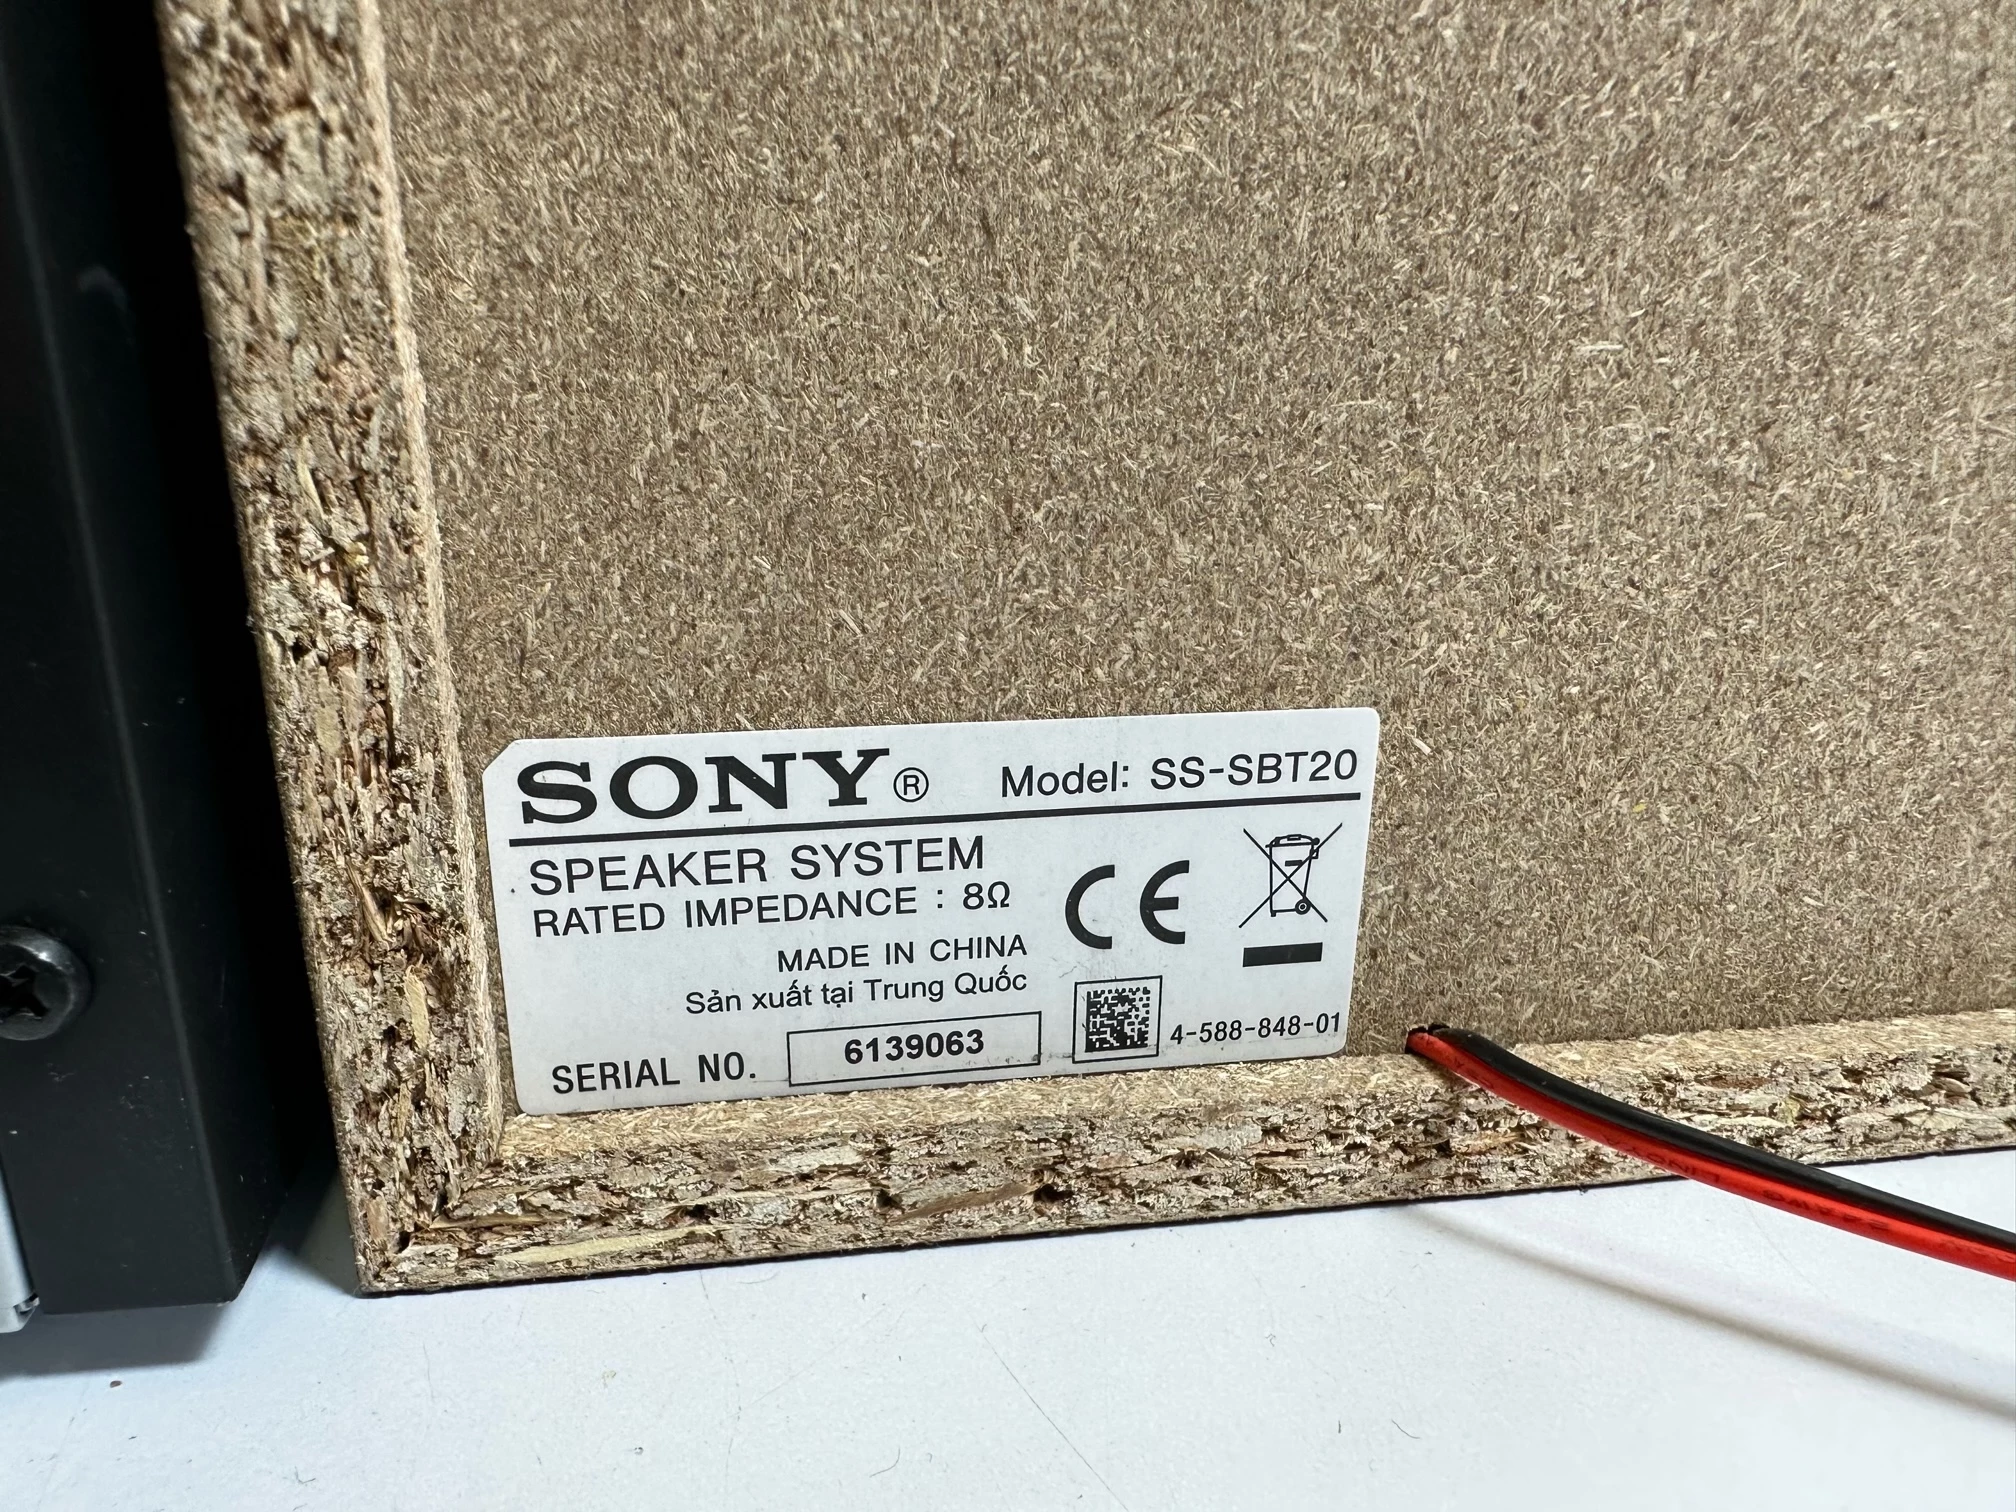 SONY® Model: SS-SBT20
SPEAKER SYSTEM
RATED IMPEDANCE : 8Ω
CE
MADE IN CHINA
Sản xuất tại Trung Quốc
SERIAL NO. 6139063
4-588-848-01